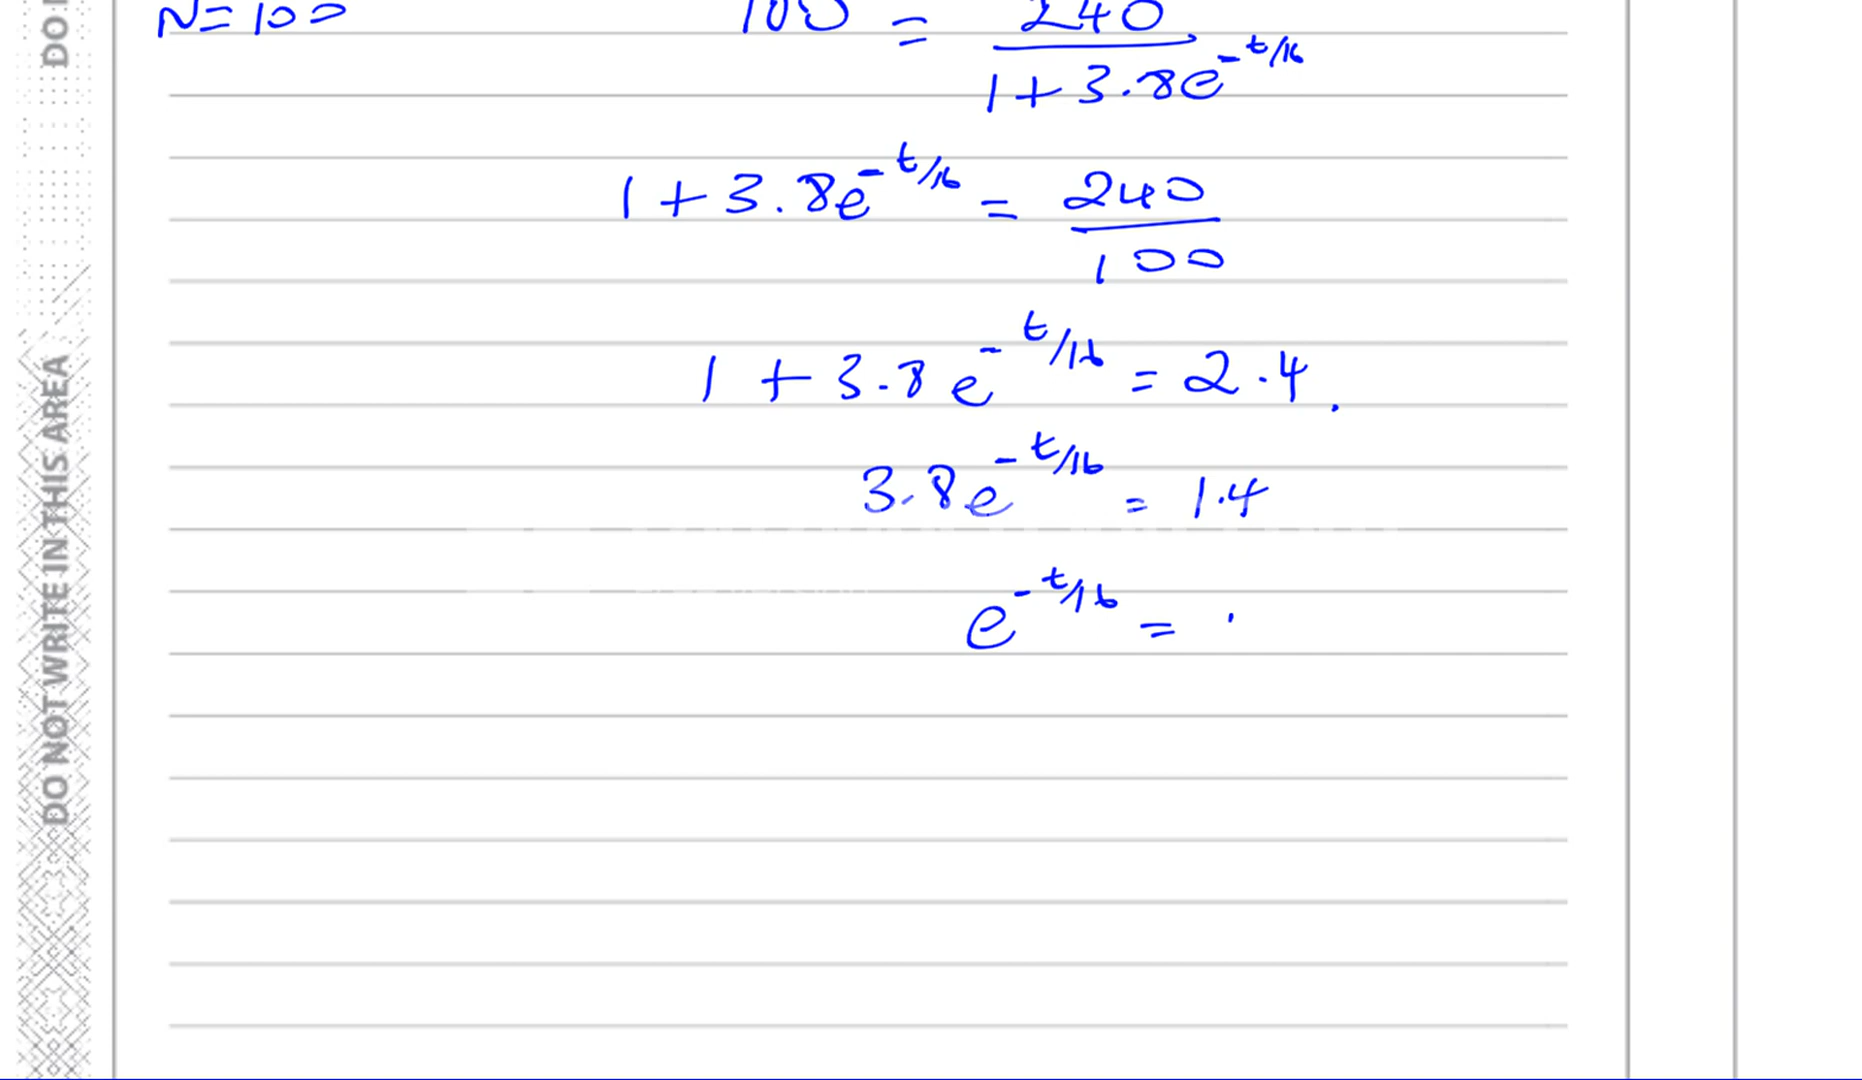 N = 100 100 = 240 / (1 + 3.8e^(-t/16))
1 + 3.8e^(-t/16) = 240 / 100
1 + 3.8e^(-t/16) = 2.4.
3.8e^(-t/16) = 1.4
e^(-t/16) = .
DO NOT WRITE IN THIS AREA
DO